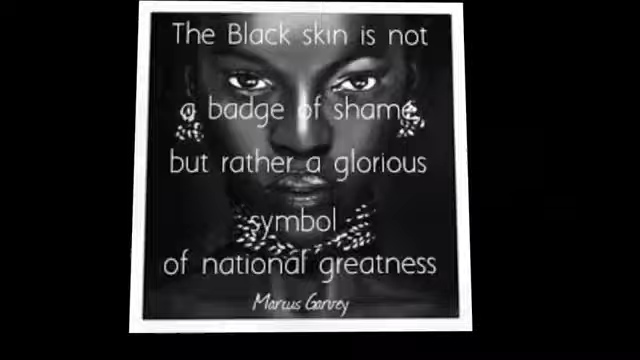 The Black skin is not
a badge of shame,
but rather a glorious
symbol
of national greatness
Marcus Garvey